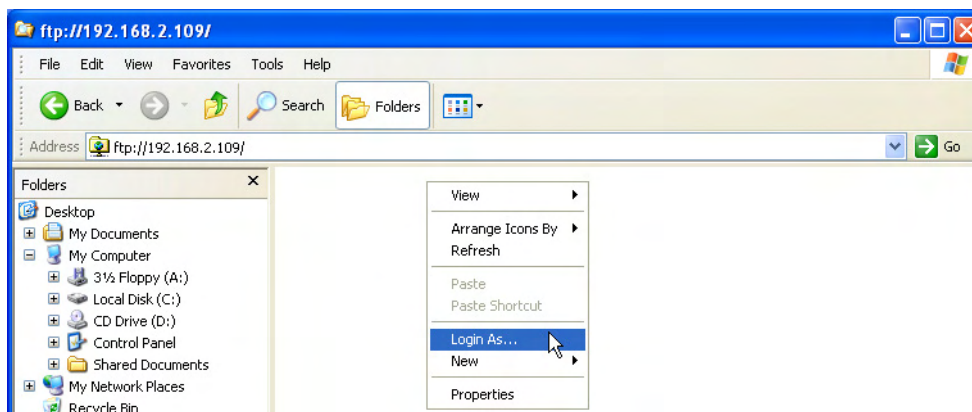 ftp://192.168.2.109/
File Edit View Favorites Tools Help
Back Search Folders
Address ftp://192.168.2.109/ Go
Folders
Desktop
My Documents
My Computer
3½ Floppy (A:)
Local Disk (C:)
CD Drive (D:)
Control Panel
Shared Documents
My Network Places
Recycle Bin
View
Arrange Icons By
Refresh
Paste
Paste Shortcut
Login As...
New
Properties